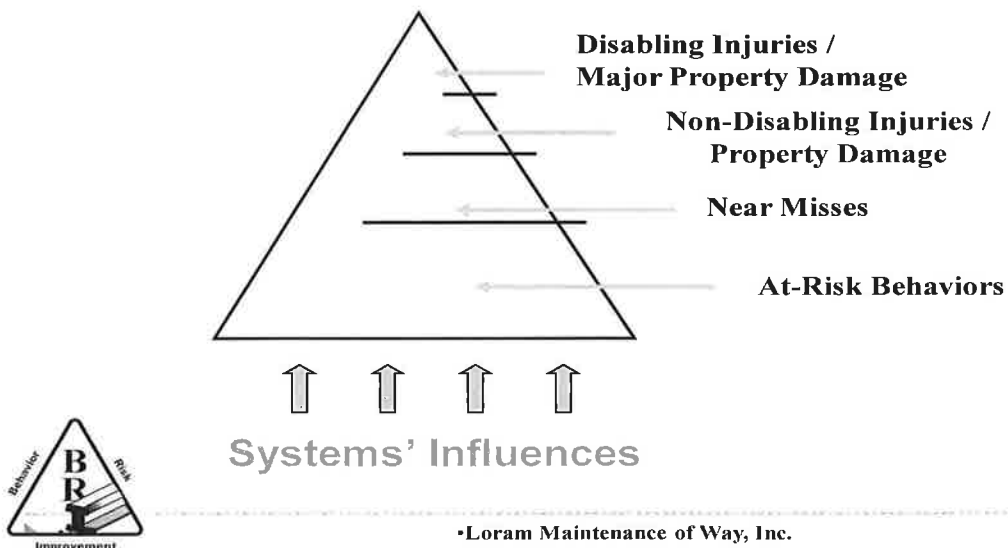 Disabling Injuries /
Major Property Damage
Non-Disabling Injuries /
Property Damage
Near Misses
At-Risk Behaviors
Systems’ Influences
Behavior
Risk
B
R
I
Improvement
•Loram Maintenance of Way, Inc.